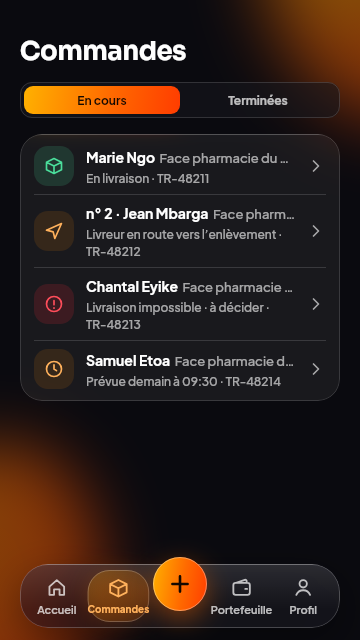 Commandes
En cours
Terminées
Marie Ngo Face pharmacie du ...
En livraison · TR-48211
n° 2 · Jean Mbarga Face pharm...
Livreur en route vers l'enlèvement ·
TR-48212
Chantal Eyike Face pharmacie ...
Livraison impossible · à décider ·
TR-48213
Samuel Etoa Face pharmacie d...
Prévue demain à 09:30 · TR-48214
Accueil
Commandes
Portefeuille
Profil